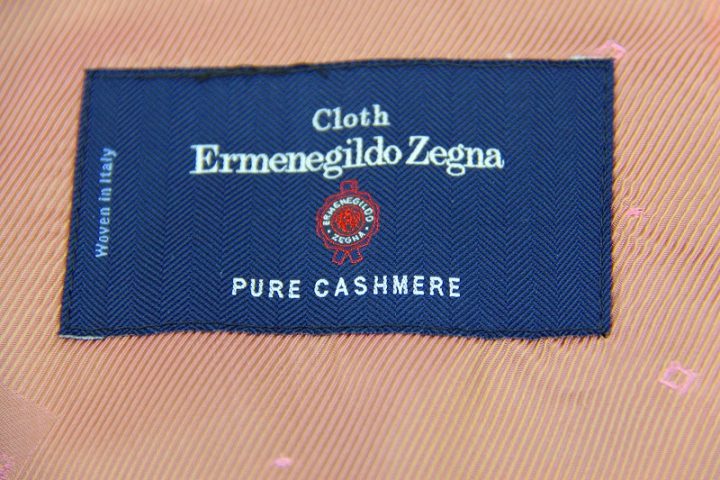 Cloth
Ermenegildo Zegna
ERMENEGILDO
ZEGNA
PURE CASHMERE
Woven in Italy